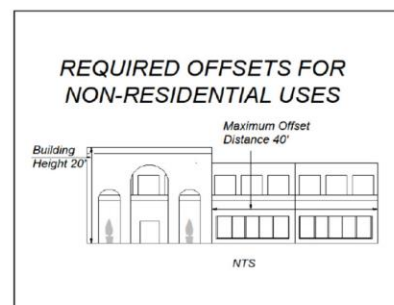 REQUIRED OFFSETS FOR
NON-RESIDENTIAL USES
Maximum Offset
Distance 40'
Building
Height 20'
NTS